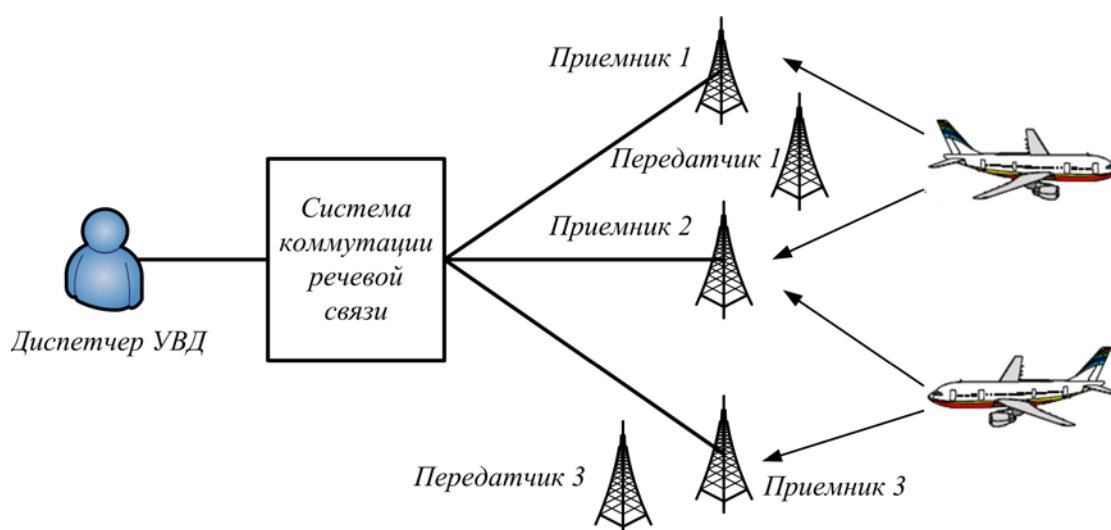 Приемник 1
Передатчик 1
Система
коммутации
речевой
связи
Приемник 2
Диспетчер УВД
Передатчик 3
Приемник 3